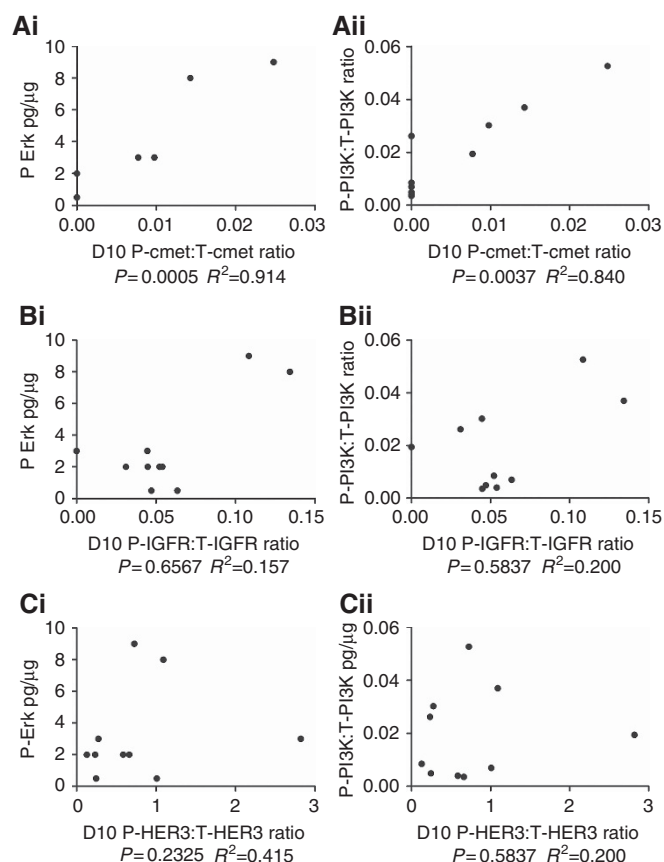 Ai
P Erk pg/µg
10
8
6
4
2
0
0.00 0.01 0.02 0.03
D10 P-cmet:T-cmet ratio
P=0.0005 R²=0.914
Aii
P-PI3K:T-PI3K ratio
0.06
0.04
0.02
0.00
0.00 0.01 0.02 0.03
D10 P-cmet:T-cmet ratio
P=0.0037 R²=0.840
Bi
P Erk pg/µg
10
8
6
4
2
0
0.00 0.05 0.10 0.15
D10 P-IGFR:T-IGFR ratio
P=0.6567 R²=0.157
Bii
P-PI3K:T-PI3K ratio
0.06
0.04
0.02
0.00
0.00 0.05 0.10 0.15
D10 P-IGFR:T-IGFR ratio
P=0.5837 R²=0.200
Ci
P-Erk pg/µg
10
8
6
4
2
0
0 1 2 3
D10 P-HER3:T-HER3 ratio
P=0.2325 R²=0.415
Cii
P-PI3K:T-PI3K pg/µg
0.06
0.04
0.02
0.00
0 1 2 3
D10 P-HER3:T-HER3 ratio
P=0.5837 R²=0.200